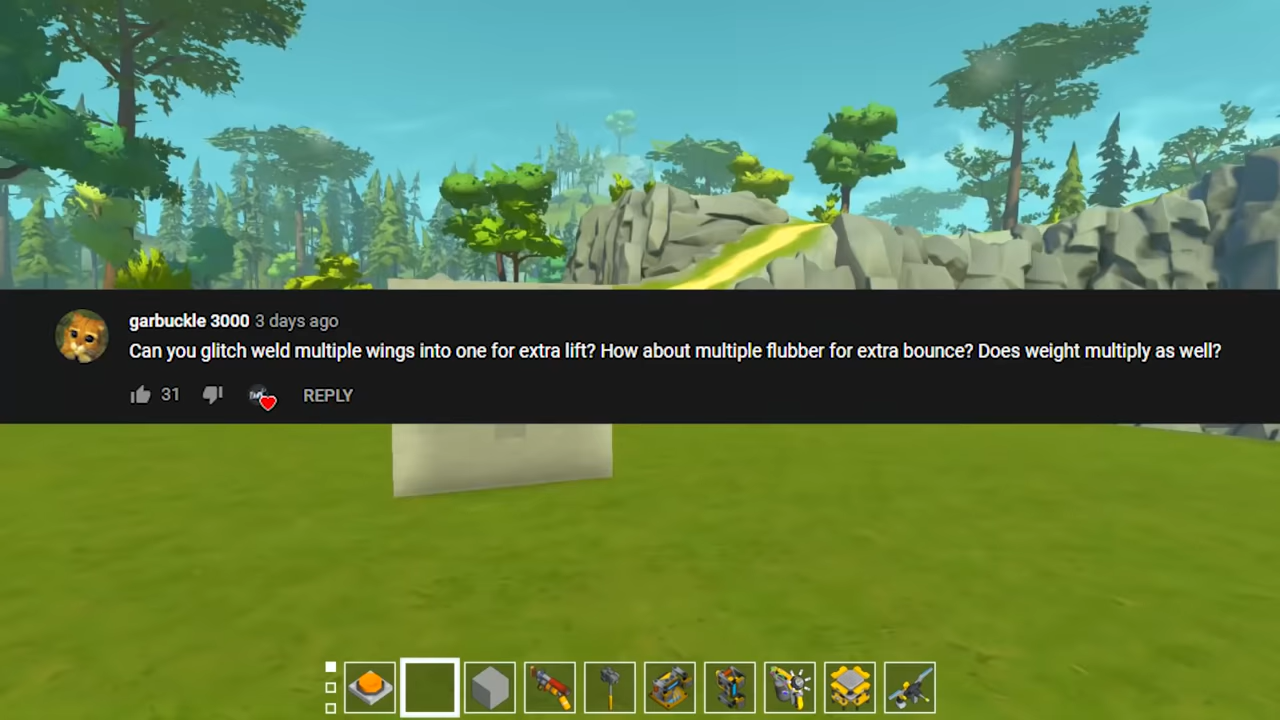 garbuckle 3000 3 days ago
Can you glitch weld multiple wings into one for extra lift? How about multiple flubber for extra bounce? Does weight multiply as well?
31 REPLY